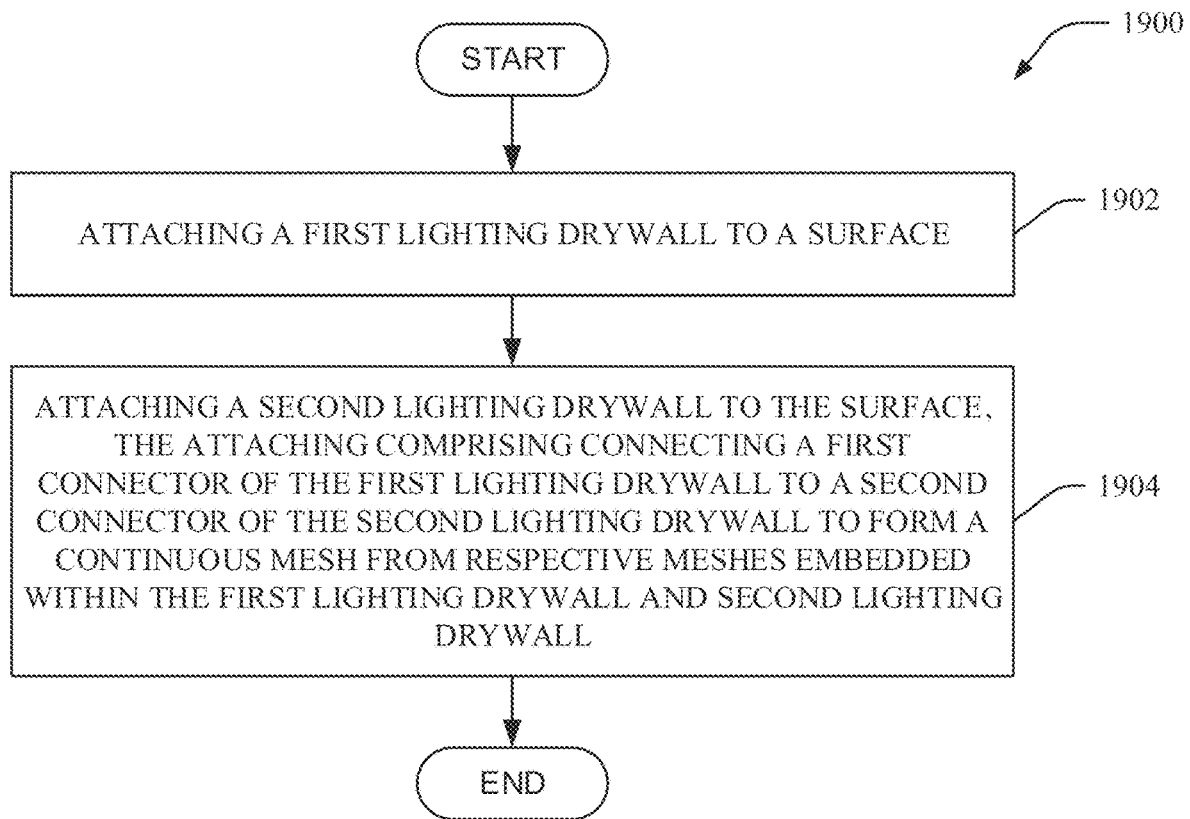 1900
START
1902
ATTACHING A FIRST LIGHTING DRYWALL TO A SURFACE
ATTACHING A SECOND LIGHTING DRYWALL TO THE SURFACE,
THE ATTACHING COMPRISING CONNECTING A FIRST
CONNECTOR OF THE FIRST LIGHTING DRYWALL TO A SECOND
CONNECTOR OF THE SECOND LIGHTING DRYWALL TO FORM A
CONTINUOUS MESH FROM RESPECTIVE MESHES EMBEDDED
WITHIN THE FIRST LIGHTING DRYWALL AND SECOND LIGHTING
DRYWALL
1904
END